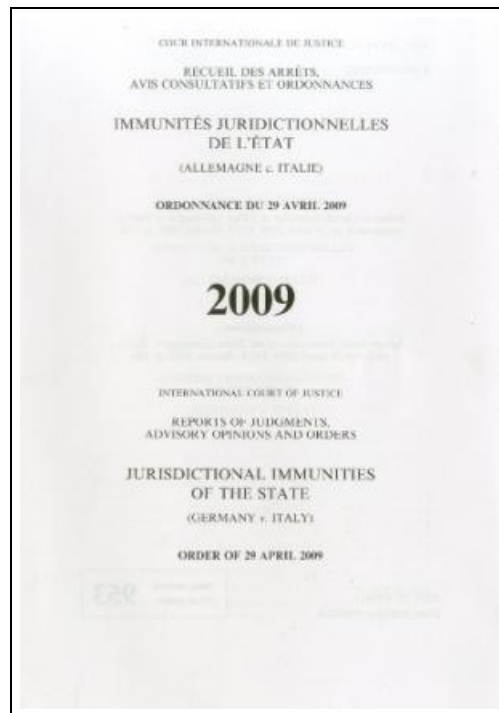 COUR INTERNATIONALE DE JUSTICE
RECUEIL DES ARRÊTS,
AVIS CONSULTATIFS ET ORDONNANCES
IMMUNITÉS JURIDICTIONNELLES
DE L'ÉTAT
(ALLEMAGNE c. ITALIE)
ORDONNANCE DU 29 AVRIL 2009
2009
INTERNATIONAL COURT OF JUSTICE
REPORTS OF JUDGMENTS,
ADVISORY OPINIONS AND ORDERS
JURISDICTIONAL IMMUNITIES
OF THE STATE
(GERMANY v. ITALY)
ORDER OF 29 APRIL 2009
953